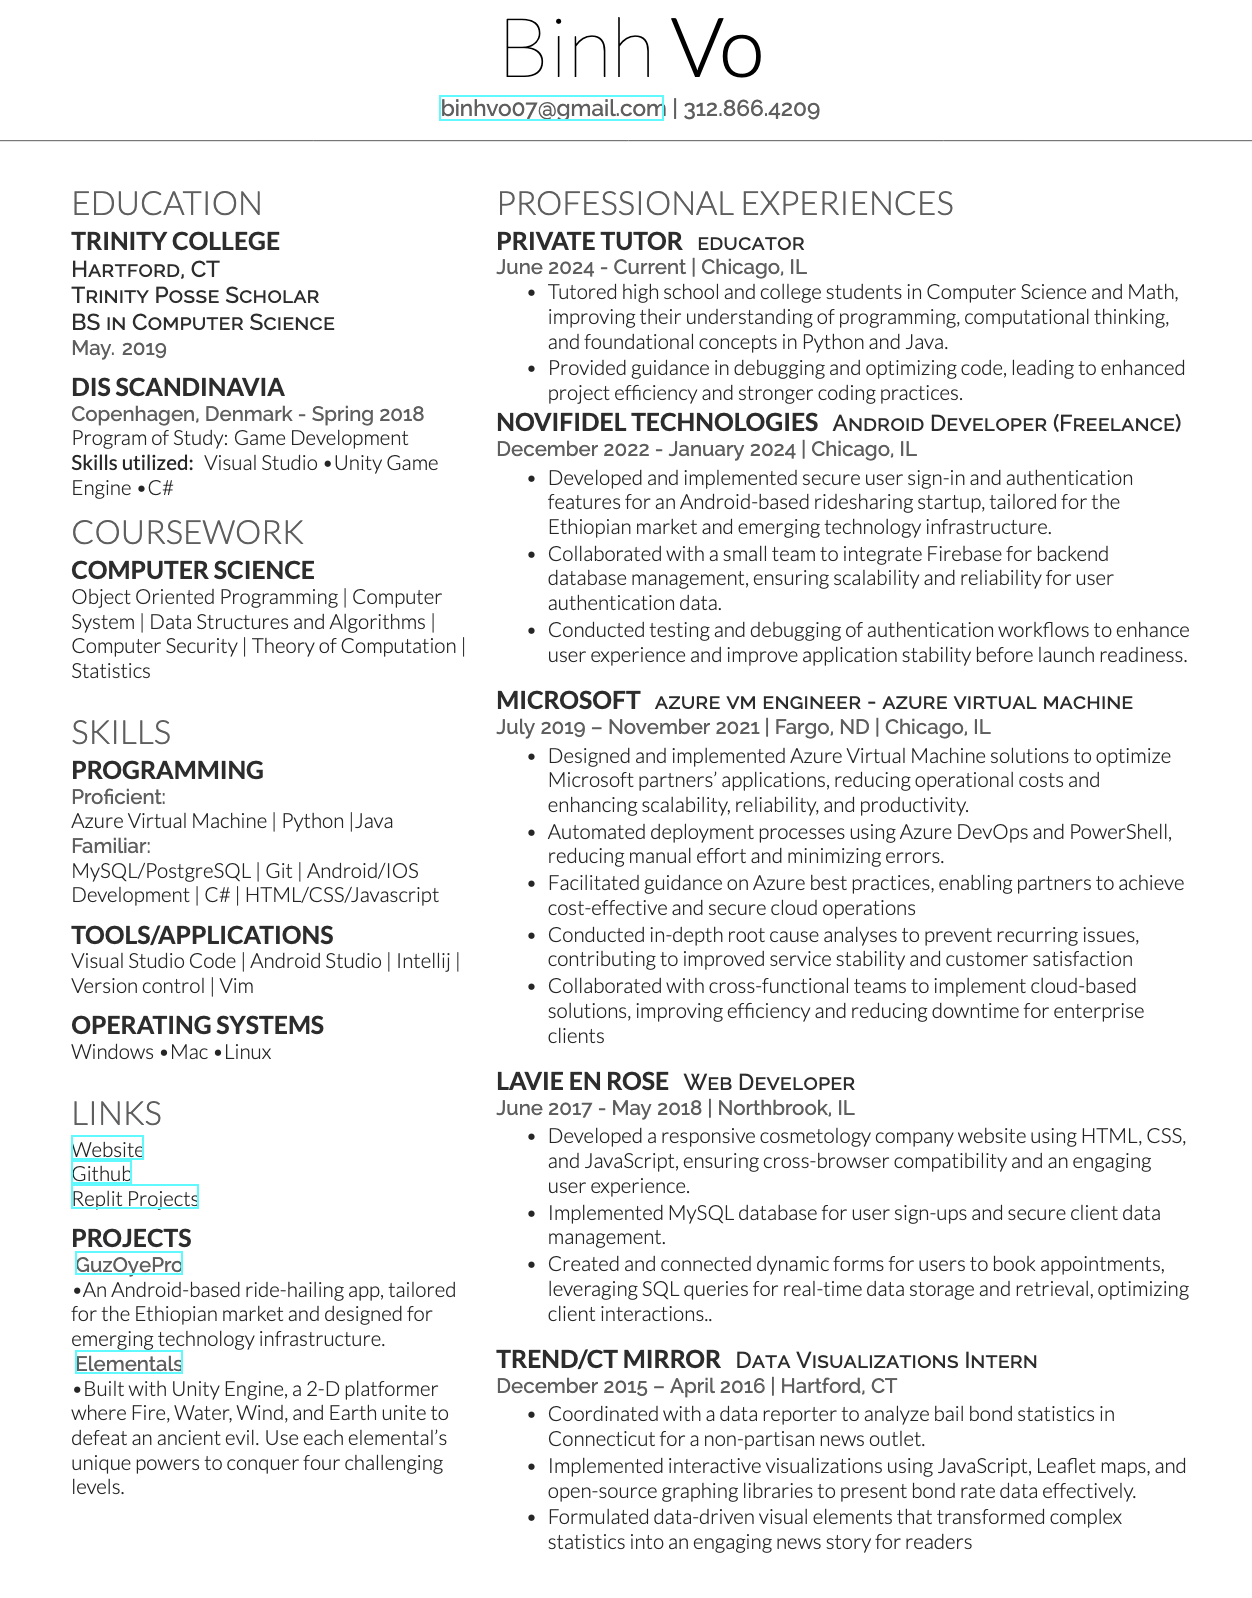 Binh Vo
binhvo07@gmail.com | 312.866.4209
EDUCATION
TRINITY COLLEGE
HARTFORD, CT
TRINITY POSSE SCHOLAR
BS IN COMPUTER SCIENCE
May. 2019
DIS SCANDINAVIA
Copenhagen, Denmark - Spring 2018
Program of Study: Game Development
Skills utilized: Visual Studio •Unity Game
Engine •C#
COURSEWORK
COMPUTER SCIENCE
Object Oriented Programming | Computer
System | Data Structures and Algorithms |
Computer Security | Theory of Computation |
Statistics
SKILLS
PROGRAMMING
Proficient:
Azure Virtual Machine | Python |Java
Familiar:
MySQL/PostgreSQL | Git | Android/IOS
Development | C# | HTML/CSS/Javascript
TOOLS/APPLICATIONS
Visual Studio Code | Android Studio | Intellij |
Version control | Vim
OPERATING SYSTEMS
Windows •Mac •Linux
LINKS
Website
Github
Replit Projects
PROJECTS
GuzOyePro
•An Android-based ride-hailing app, tailored
for the Ethiopian market and designed for
emerging technology infrastructure.
Elementals
•Built with Unity Engine, a 2-D platformer
where Fire, Water, Wind, and Earth unite to
defeat an ancient evil. Use each elemental’s
unique powers to conquer four challenging
levels.
PROFESSIONAL EXPERIENCES
PRIVATE TUTOR EDUCATOR
June 2024 - Current | Chicago, IL
• Tutored high school and college students in Computer Science and Math,
improving their understanding of programming, computational thinking,
and foundational concepts in Python and Java.
• Provided guidance in debugging and optimizing code, leading to enhanced
project efficiency and stronger coding practices.
NOVIFIDEL TECHNOLOGIES ANDROID DEVELOPER (FREELANCE)
December 2022 - January 2024 | Chicago, IL
• Developed and implemented secure user sign-in and authentication
features for an Android-based ridesharing startup, tailored for the
Ethiopian market and emerging technology infrastructure.
• Collaborated with a small team to integrate Firebase for backend
database management, ensuring scalability and reliability for user
authentication data.
• Conducted testing and debugging of authentication workflows to enhance
user experience and improve application stability before launch readiness.
MICROSOFT AZURE VM ENGINEER - AZURE VIRTUAL MACHINE
July 2019 – November 2021 | Fargo, ND | Chicago, IL
• Designed and implemented Azure Virtual Machine solutions to optimize
Microsoft partners’ applications, reducing operational costs and
enhancing scalability, reliability, and productivity.
• Automated deployment processes using Azure DevOps and PowerShell,
reducing manual effort and minimizing errors.
• Facilitated guidance on Azure best practices, enabling partners to achieve
cost-effective and secure cloud operations
• Conducted in-depth root cause analyses to prevent recurring issues,
contributing to improved service stability and customer satisfaction
• Collaborated with cross-functional teams to implement cloud-based
solutions, improving efficiency and reducing downtime for enterprise
clients
LAVIE EN ROSE WEB DEVELOPER
June 2017 - May 2018 | Northbrook, IL
• Developed a responsive cosmetology company website using HTML, CSS,
and JavaScript, ensuring cross-browser compatibility and an engaging
user experience.
• Implemented MySQL database for user sign-ups and secure client data
management.
• Created and connected dynamic forms for users to book appointments,
leveraging SQL queries for real-time data storage and retrieval, optimizing
client interactions..
TREND/CT MIRROR DATA VISUALIZATIONS INTERN
December 2015 – April 2016 | Hartford, CT
• Coordinated with a data reporter to analyze bail bond statistics in
Connecticut for a non-partisan news outlet.
• Implemented interactive visualizations using JavaScript, Leaflet maps, and
open-source graphing libraries to present bond rate data effectively.
• Formulated data-driven visual elements that transformed complex
statistics into an engaging news story for readers